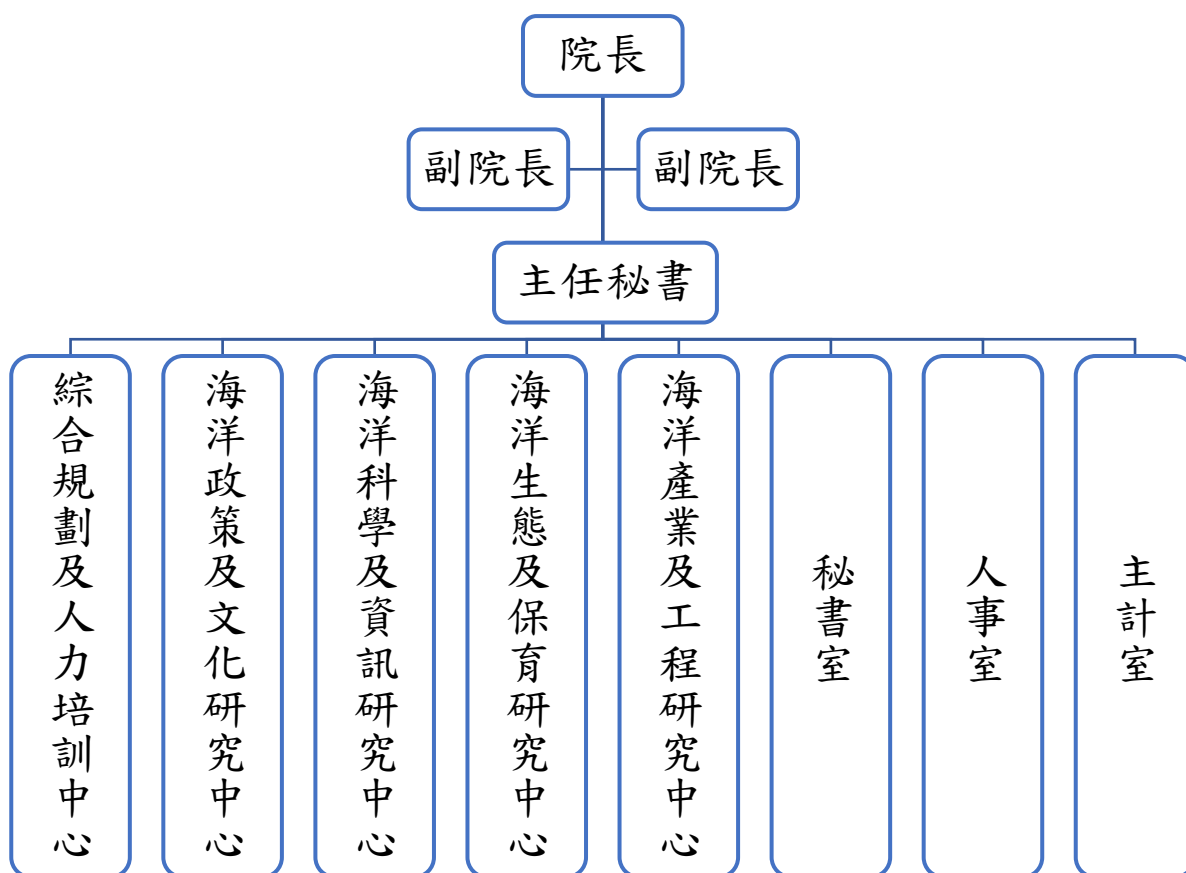 院長
副院長
副院長
主任秘書
綜合規劃及人力培訓中心
海洋政策及文化研究中心
海洋科學及資訊研究中心
海洋生態及保育研究中心
海洋產業及工程研究中心
秘書室
人事室
主計室